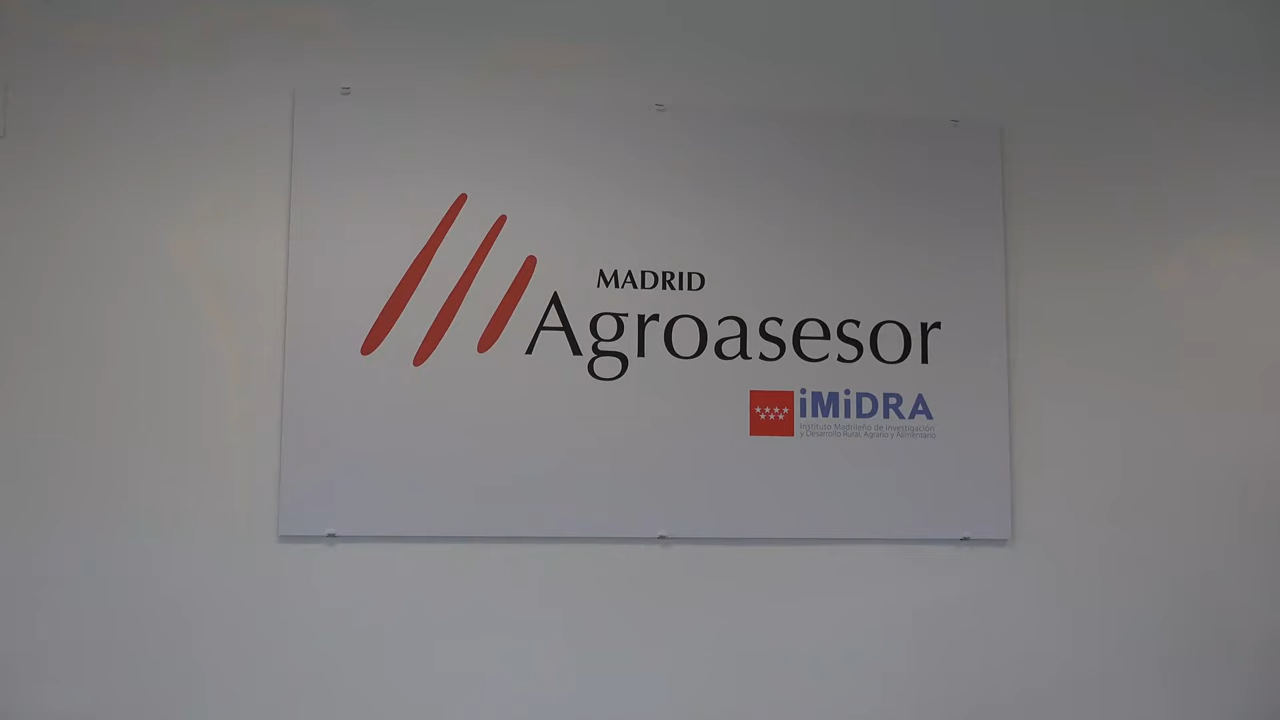 MADRID
Agroasesor
iMiDRA
Instituto Madrileño de Investigación
y Desarrollo Rural, Agrario y Alimentario